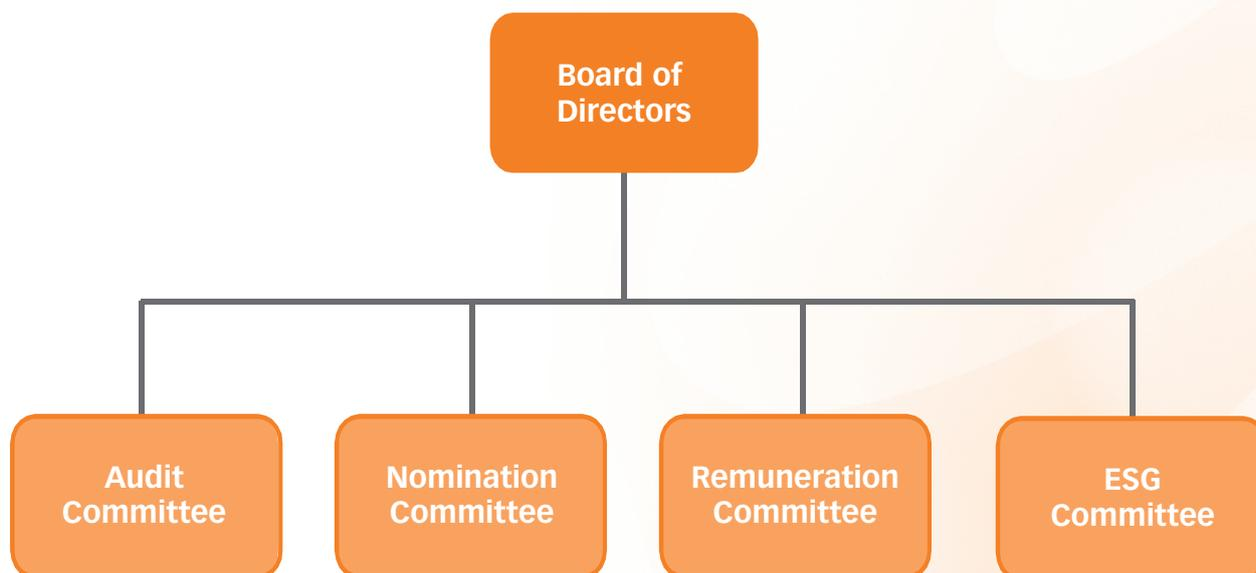 Board of
Directors
Audit
Committee
Nomination
Committee
Remuneration
Committee
ESG
Committee